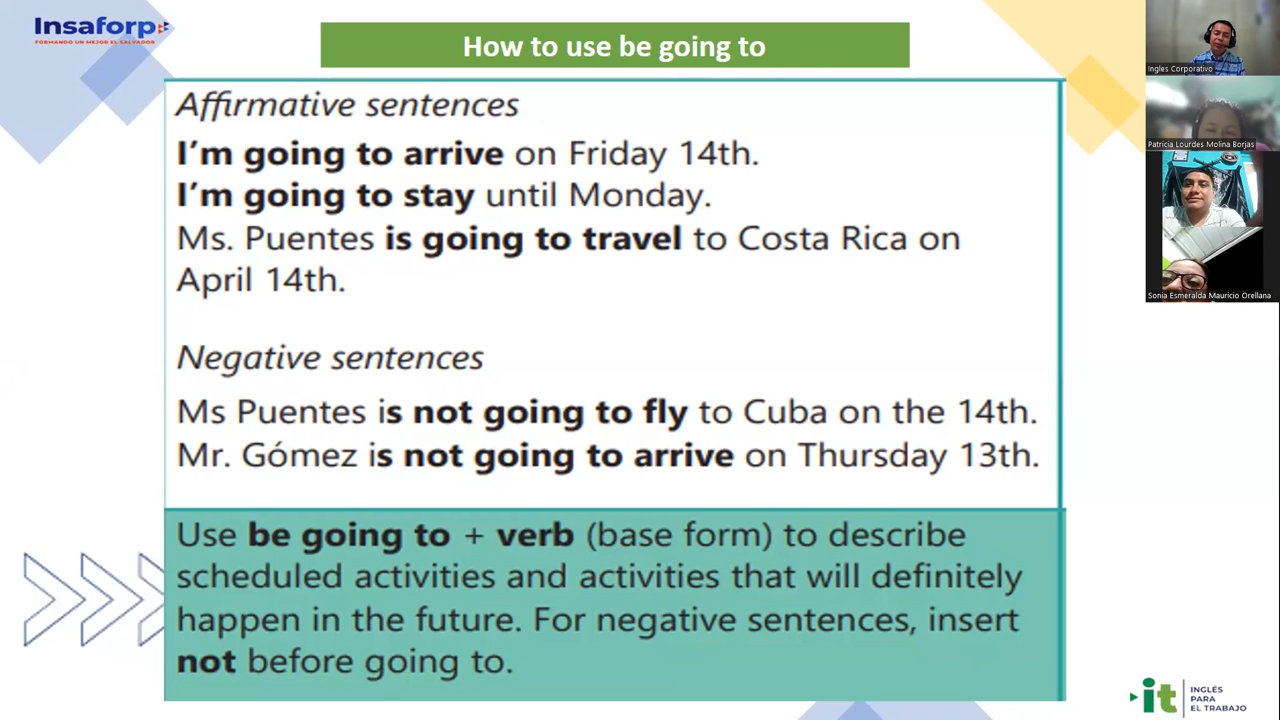 Insaforp
FORMANDO UN MEJOR EL SALVADOR
How to use be going to
Affirmative sentences
I'm going to arrive on Friday 14th.
I'm going to stay until Monday.
Ms. Puentes is going to travel to Costa Rica on
April 14th.
Negative sentences
Ms Puentes is not going to fly to Cuba on the 14th.
Mr. Gómez is not going to arrive on Thursday 13th.
Use be going to + verb (base form) to describe
scheduled activities and activities that will definitely
happen in the future. For negative sentences, insert
not before going to.
Ingles Corporativo
Patricia Lourdes Molina Borjas
Sonia Esmeralda Mauricio Orellana
it
INGLÉS
PARA
EL TRABAJO